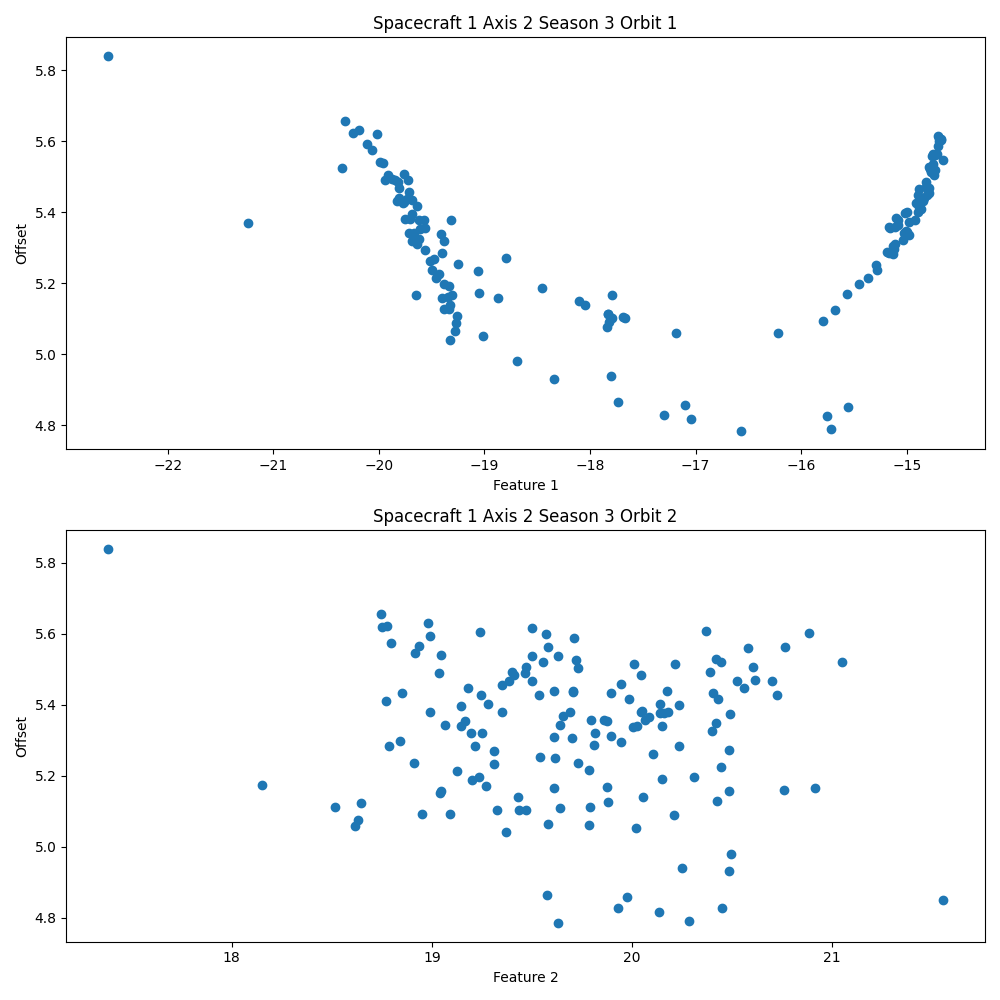 Spacecraft 1 Axis 2 Season 3 Orbit 1
5.8
5.6
5.4
5.2
5.0
4.8
Offset
−22 −21 −20 −19 −18 −17 −16 −15
Feature 1
Spacecraft 1 Axis 2 Season 3 Orbit 2
5.8
5.6
5.4
5.2
5.0
4.8
Offset
18 19 20 21
Feature 2